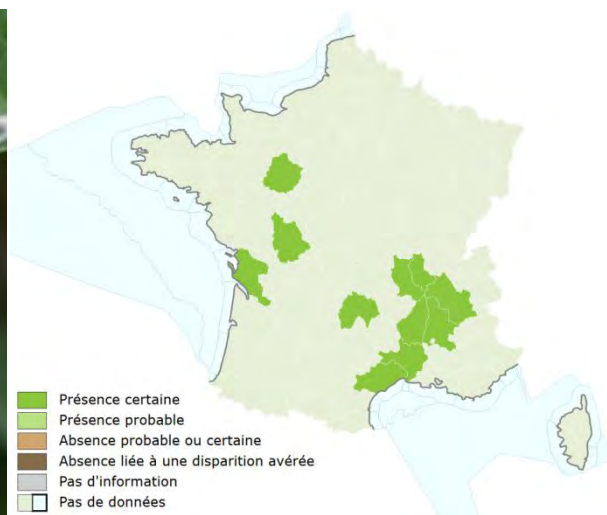 Présence certaine
Présence probable
Absence probable ou certaine
Absence liée à une disparition avérée
Pas d'information
Pas de données